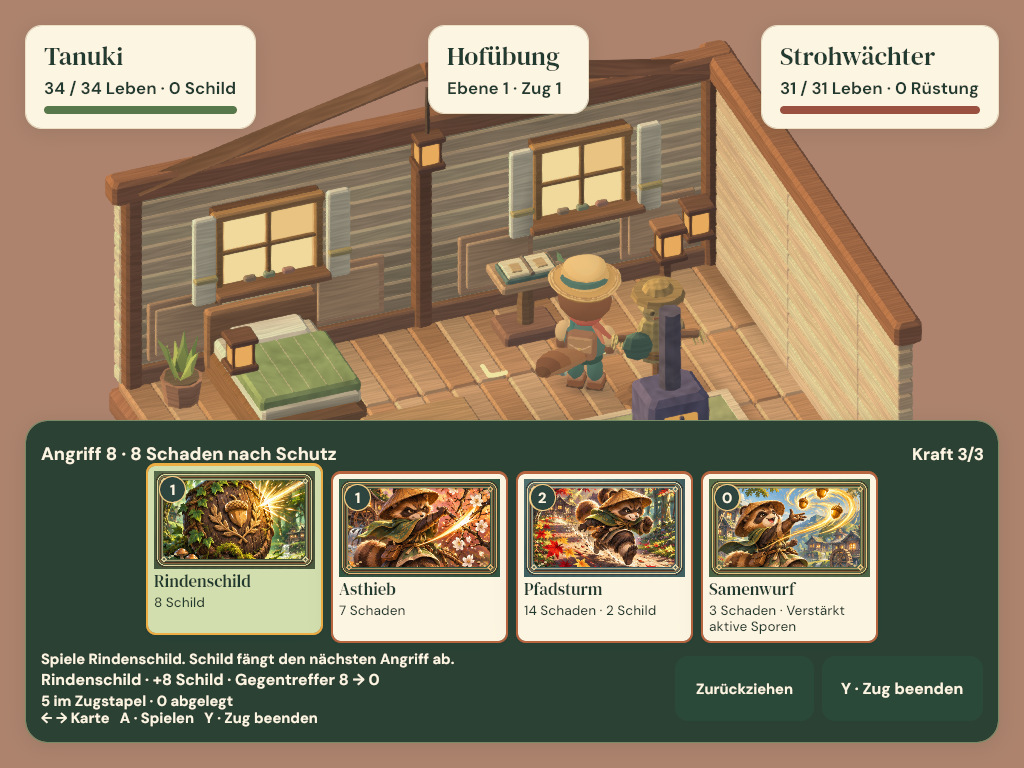 Tanuki
34 / 34 Leben · 0 Schild
Hofübung
Ebene 1 · Zug 1
Strohwächter
31 / 31 Leben · 0 Rüstung
Angriff 8 · 8 Schaden nach Schutz
Kraft 3/3
1
Rindenschild
8 Schild
1
Asthieb
7 Schaden
2
Pfadsturm
14 Schaden · 2 Schild
0
Samenwurf
3 Schaden · Verstärkt
aktive Sporen
Spiele Rindenschild. Schild fängt den nächsten Angriff ab.
Rindenschild · +8 Schild · Gegentreffer 8 → 0
5 im Zugstapel · 0 abgelegt
← → Karte A · Spielen Y · Zug beenden
Zurückziehen
Y · Zug beenden